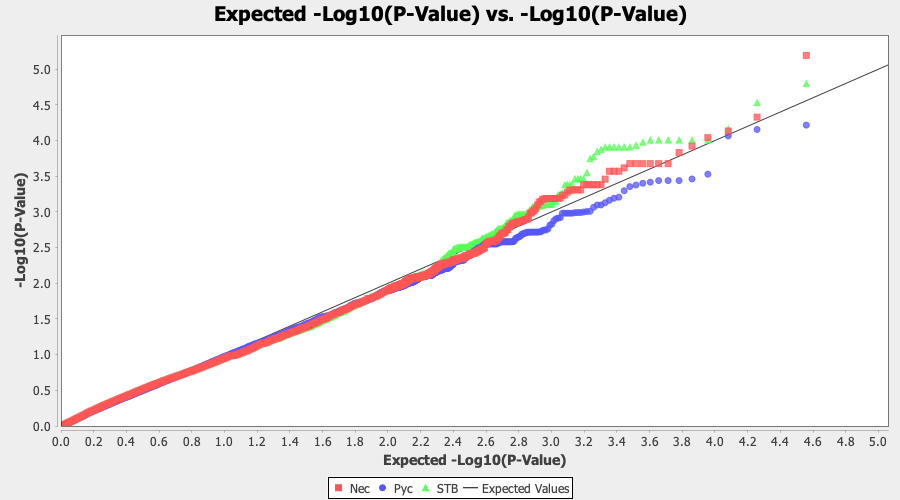 Expected -Log10(P-Value) vs. -Log10(P-Value)
-Log10(P-Value)
5.0
4.5
4.0
3.5
3.0
2.5
2.0
1.5
1.0
0.5
0.0
0.0 0.2 0.4 0.6 0.8 1.0 1.2 1.4 1.6 1.8 2.0 2.2 2.4 2.6 2.8 3.0 3.2 3.4 3.6 3.8 4.0 4.2 4.4 4.6 4.8 5.0
Expected -Log10(P-Value)
Nec Pyc STB Expected Values